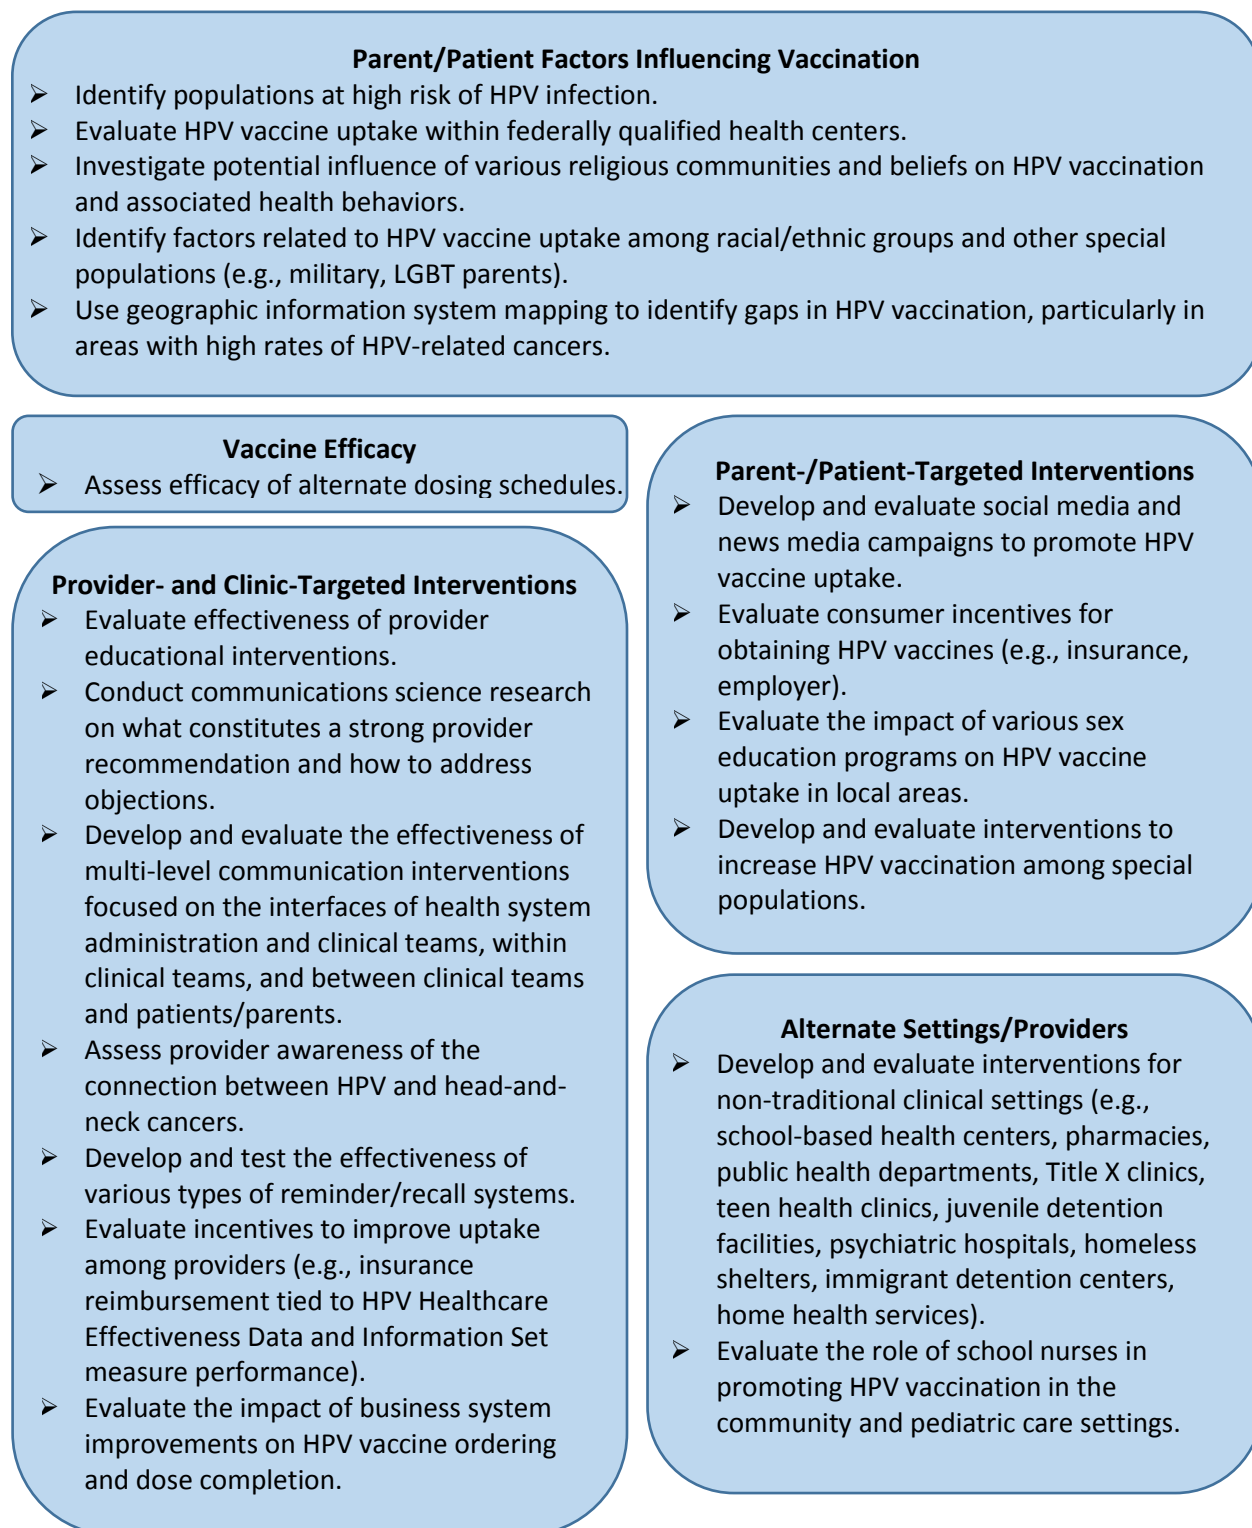 Parent/Patient Factors Influencing Vaccination
➢ Identify populations at high risk of HPV infection.
➢ Evaluate HPV vaccine uptake within federally qualified health centers.
➢ Investigate potential influence of various religious communities and beliefs on HPV vaccination
and associated health behaviors.
➢ Identify factors related to HPV vaccine uptake among racial/ethnic groups and other special
populations (e.g., military, LGBT parents).
➢ Use geographic information system mapping to identify gaps in HPV vaccination, particularly in
areas with high rates of HPV-related cancers.
Vaccine Efficacy
➢ Assess efficacy of alternate dosing schedules.
Provider- and Clinic-Targeted Interventions
➢ Evaluate effectiveness of provider
educational interventions.
➢ Conduct communications science research
on what constitutes a strong provider
recommendation and how to address
objections.
➢ Develop and evaluate the effectiveness of
multi-level communication interventions
focused on the interfaces of health system
administration and clinical teams, within
clinical teams, and between clinical teams
and patients/parents.
➢ Assess provider awareness of the
connection between HPV and head-and-
neck cancers.
➢ Develop and test the effectiveness of
various types of reminder/recall systems.
➢ Evaluate incentives to improve uptake
among providers (e.g., insurance
reimbursement tied to HPV Healthcare
Effectiveness Data and Information Set
measure performance).
➢ Evaluate the impact of business system
improvements on HPV vaccine ordering
and dose completion.
Parent-/Patient-Targeted Interventions
➢ Develop and evaluate social media and
news media campaigns to promote HPV
vaccine uptake.
➢ Evaluate consumer incentives for
obtaining HPV vaccines (e.g., insurance,
employer).
➢ Evaluate the impact of various sex
education programs on HPV vaccine
uptake in local areas.
➢ Develop and evaluate interventions to
increase HPV vaccination among special
populations.
Alternate Settings/Providers
➢ Develop and evaluate interventions for
non-traditional clinical settings (e.g.,
school-based health centers, pharmacies,
public health departments, Title X clinics,
teen health clinics, juvenile detention
facilities, psychiatric hospitals, homeless
shelters, immigrant detention centers,
home health services).
➢ Evaluate the role of school nurses in
promoting HPV vaccination in the
community and pediatric care settings.